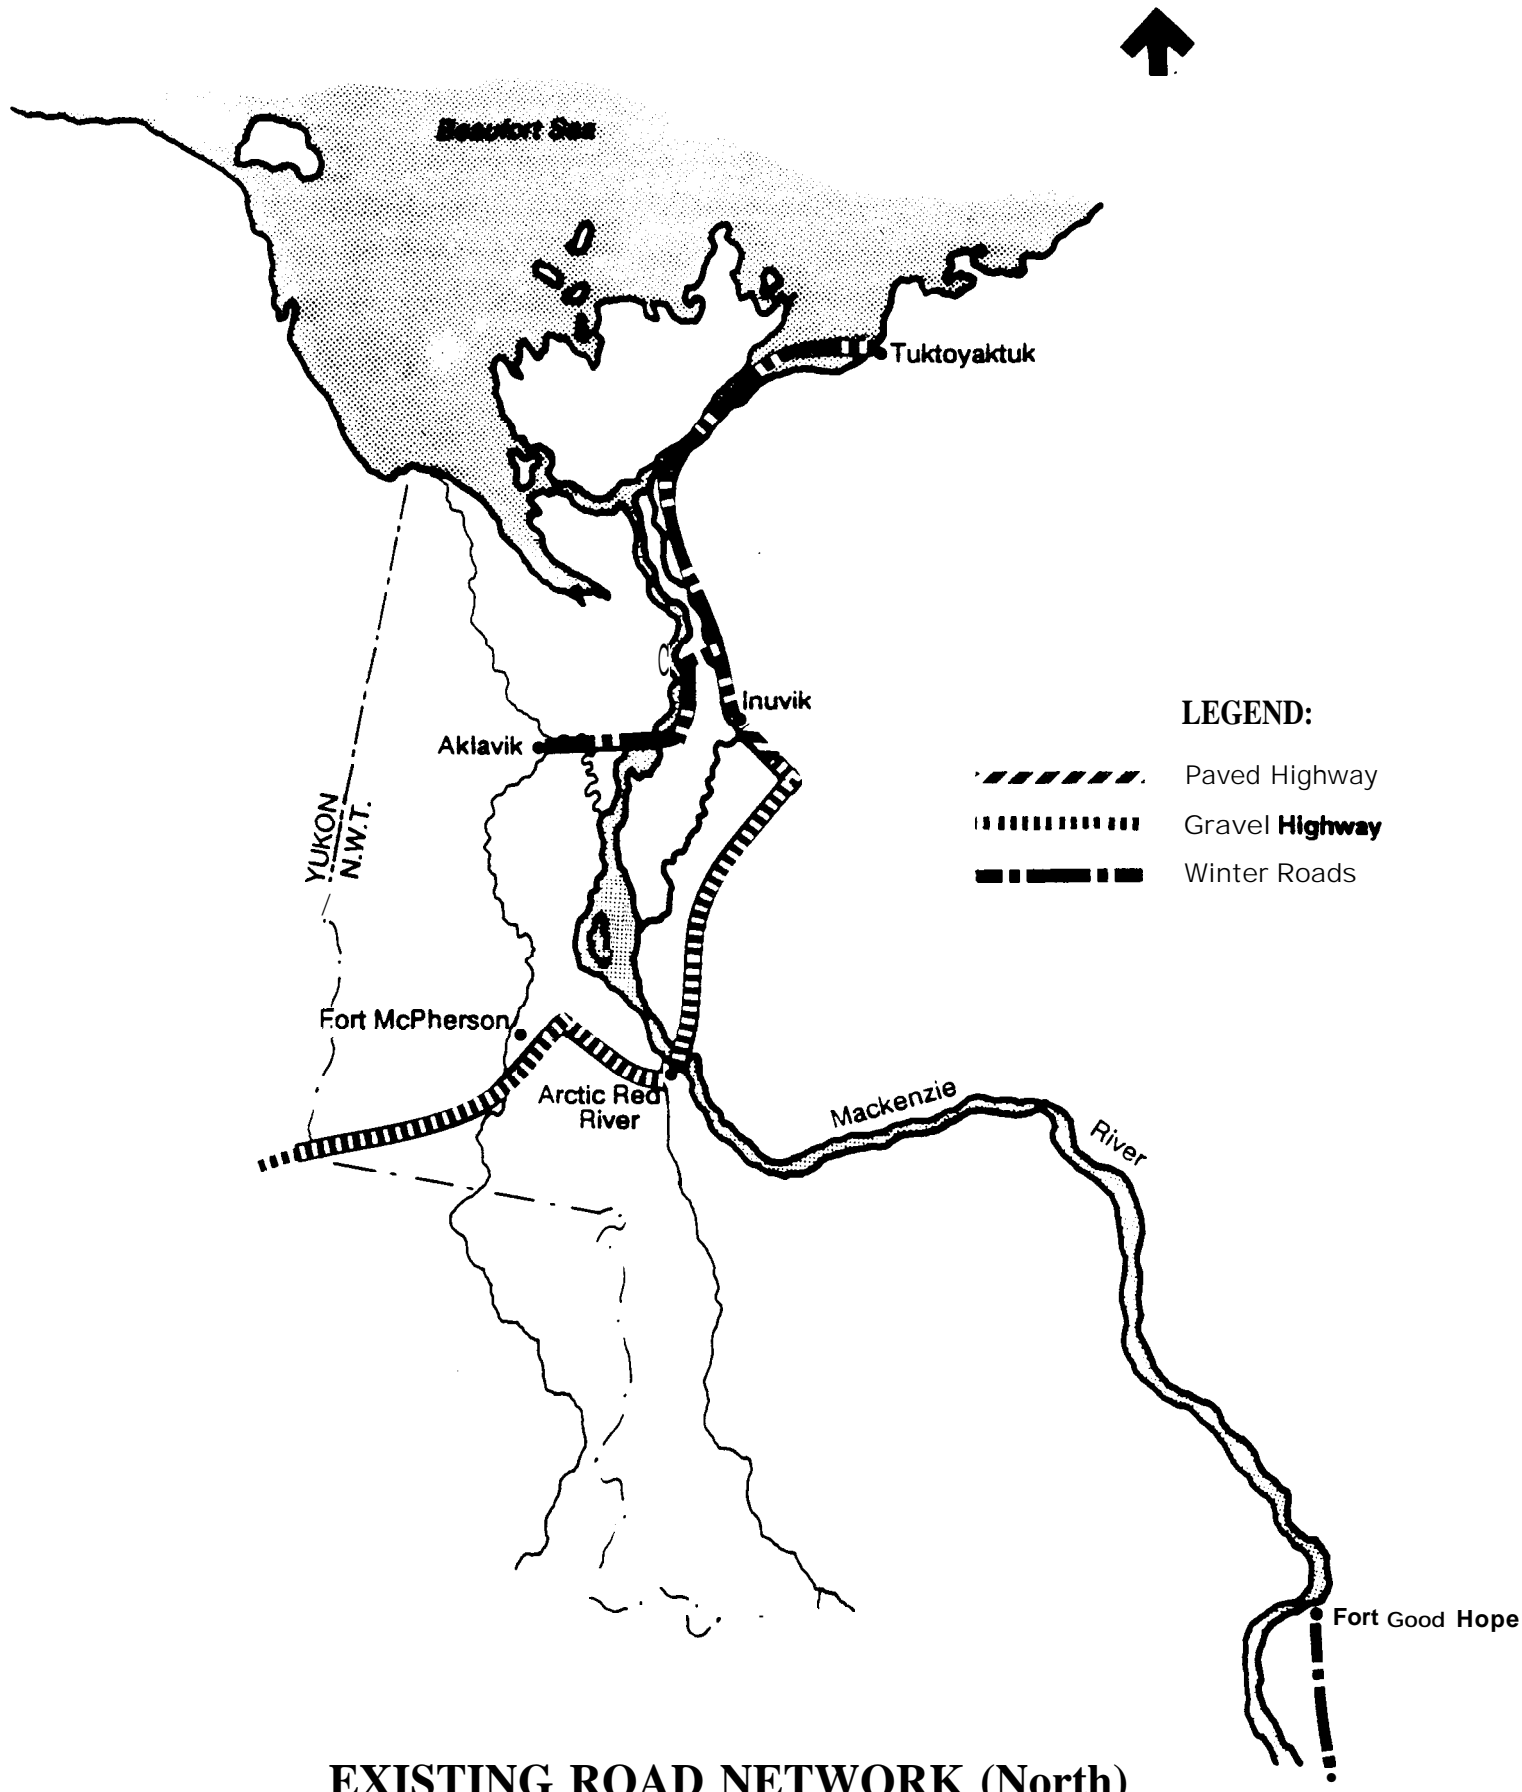 Beaufort Sea
Tuktoyaktuk
Inuvik
Aklavik
LEGEND:
Paved Highway
Gravel Highway
Winter Roads
YUKON
N.W.T.
Fort McPherson
Arctic Red
River
Mackenzie
River
Fort Good Hope
EXISTING ROAD NETWORK (North)